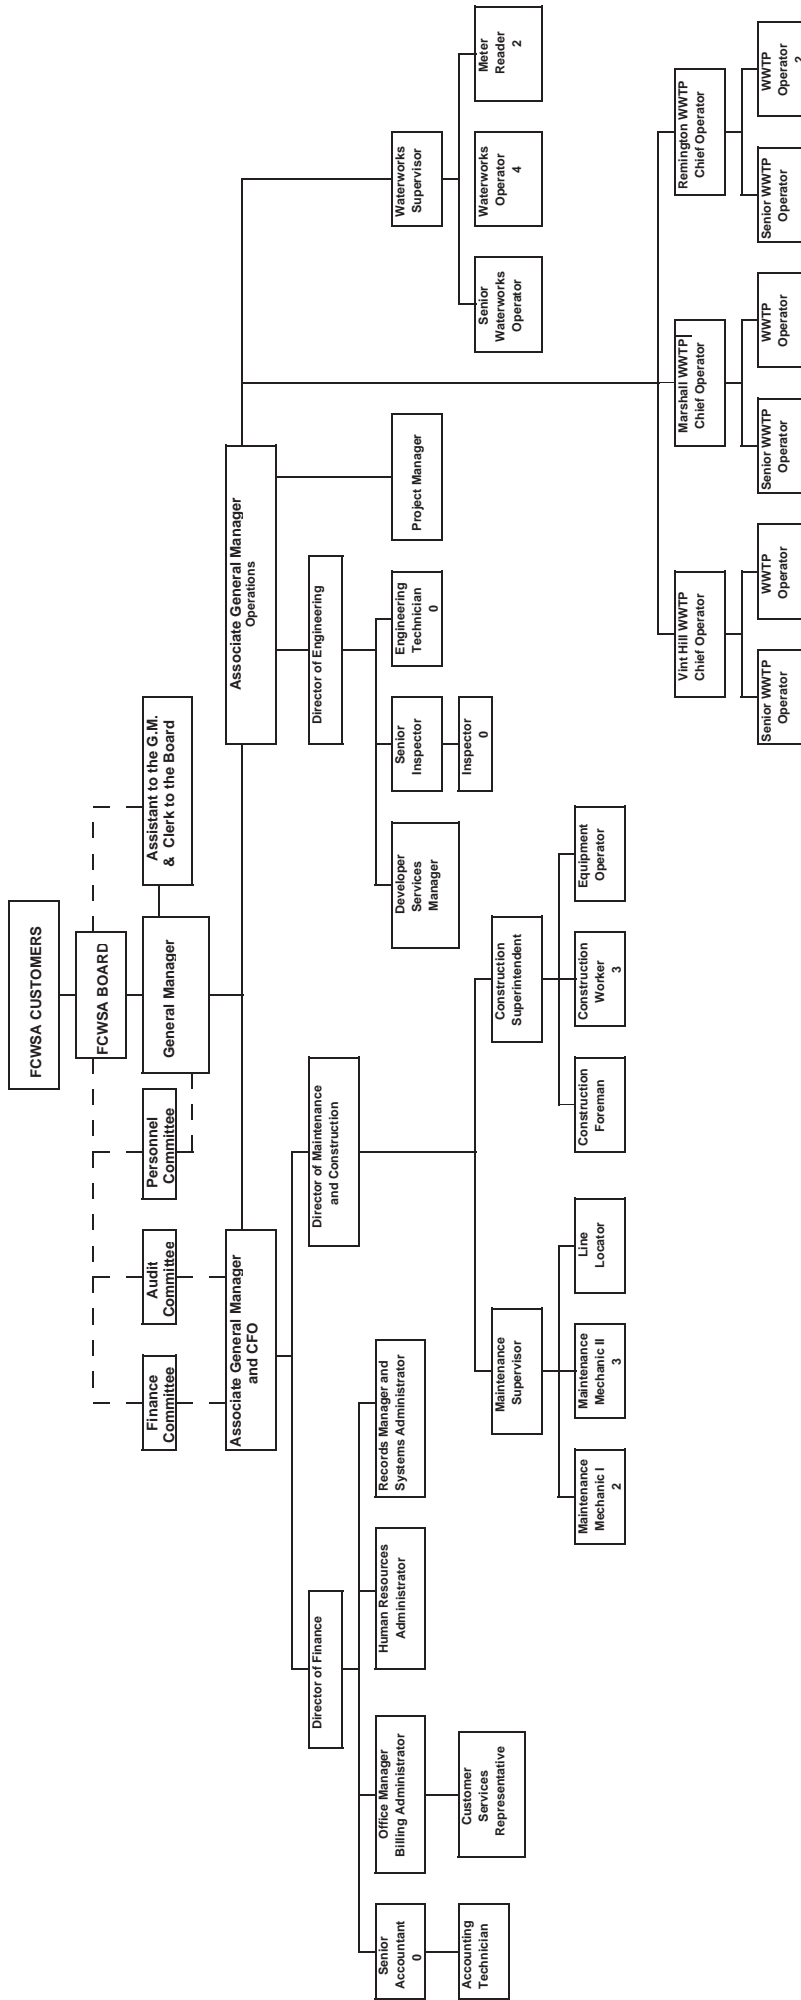 FCWSA CUSTOMERS
FCWSA BOARD
Finance
Committee
Audit
Committee
Personnel
Committee
General Manager
Assistant to the G.M.
& Clerk to the Board
Associate General Manager
and CFO
Associate General Manager
Operations
Director of Finance
Director of Maintenance
and Construction
Director of Engineering
Senior
Accountant
0
Office Manager
Billing Administrator
Human Resources
Administrator
Records Manager and
Systems Administrator
Developer
Services
Manager
Senior
Inspector
Engineering
Technician
0
Project Manager
Waterworks
Supervisor
Accounting
Technician
Customer
Services
Representative
Inspector
0
Senior
Waterworks
Operator
Waterworks
Operator
4
Meter
Reader
2
Maintenance
Supervisor
Construction
Superintendent
Maintenance
Mechanic I
2
Maintenance
Mechanic II
3
Line
Locator
Construction
Foreman
Construction
Worker
3
Equipment
Operator
Vint Hill WWTP
Chief Operator
Marshall WWTP
Chief Operator
Remington WWTP
Chief Operator
Senior WWTP
Operator
WWTP
Operator
Senior WWTP
Operator
WWTP
Operator
Senior WWTP
Operator
WWTP
Operator
2